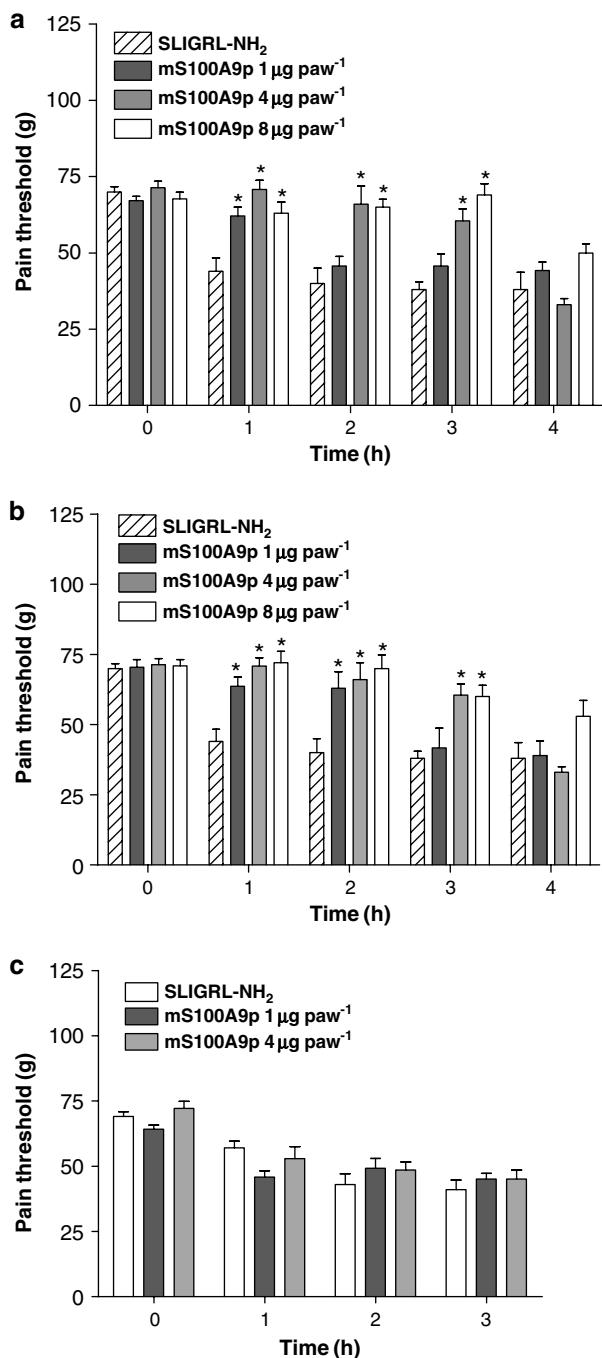 a
125
100
75
50
25
0
Pain threshold (g)
SLIGRL-NH₂
mS100A9p 1 µg paw⁻¹
mS100A9p 4 µg paw⁻¹
mS100A9p 8 µg paw⁻¹
* * *
* *
* *
0 1 2 3 4
Time (h)
b
125
100
75
50
25
0
Pain threshold (g)
SLIGRL-NH₂
mS100A9p 1 µg paw⁻¹
mS100A9p 4 µg paw⁻¹
mS100A9p 8 µg paw⁻¹
* * *
* * *
* *
0 1 2 3 4
Time (h)
c
125
100
75
50
25
0
Pain threshold (g)
SLIGRL-NH₂
mS100A9p 1 µg paw⁻¹
mS100A9p 4 µg paw⁻¹
0 1 2 3
Time (h)